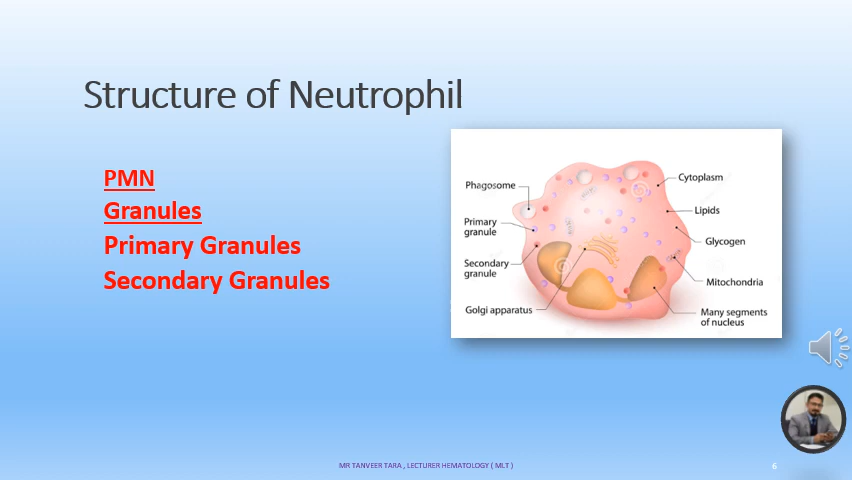 Structure of Neutrophil
PMN
Granules
Primary Granules
Secondary Granules
Phagosome
Primary
granule
Secondary
granule
Golgi apparatus
Cytoplasm
Lipids
Glycogen
Mitochondria
Many segments
of nucleus
MR TANVEER TARA , LECTURER HEMATOLOGY ( MLT )
6